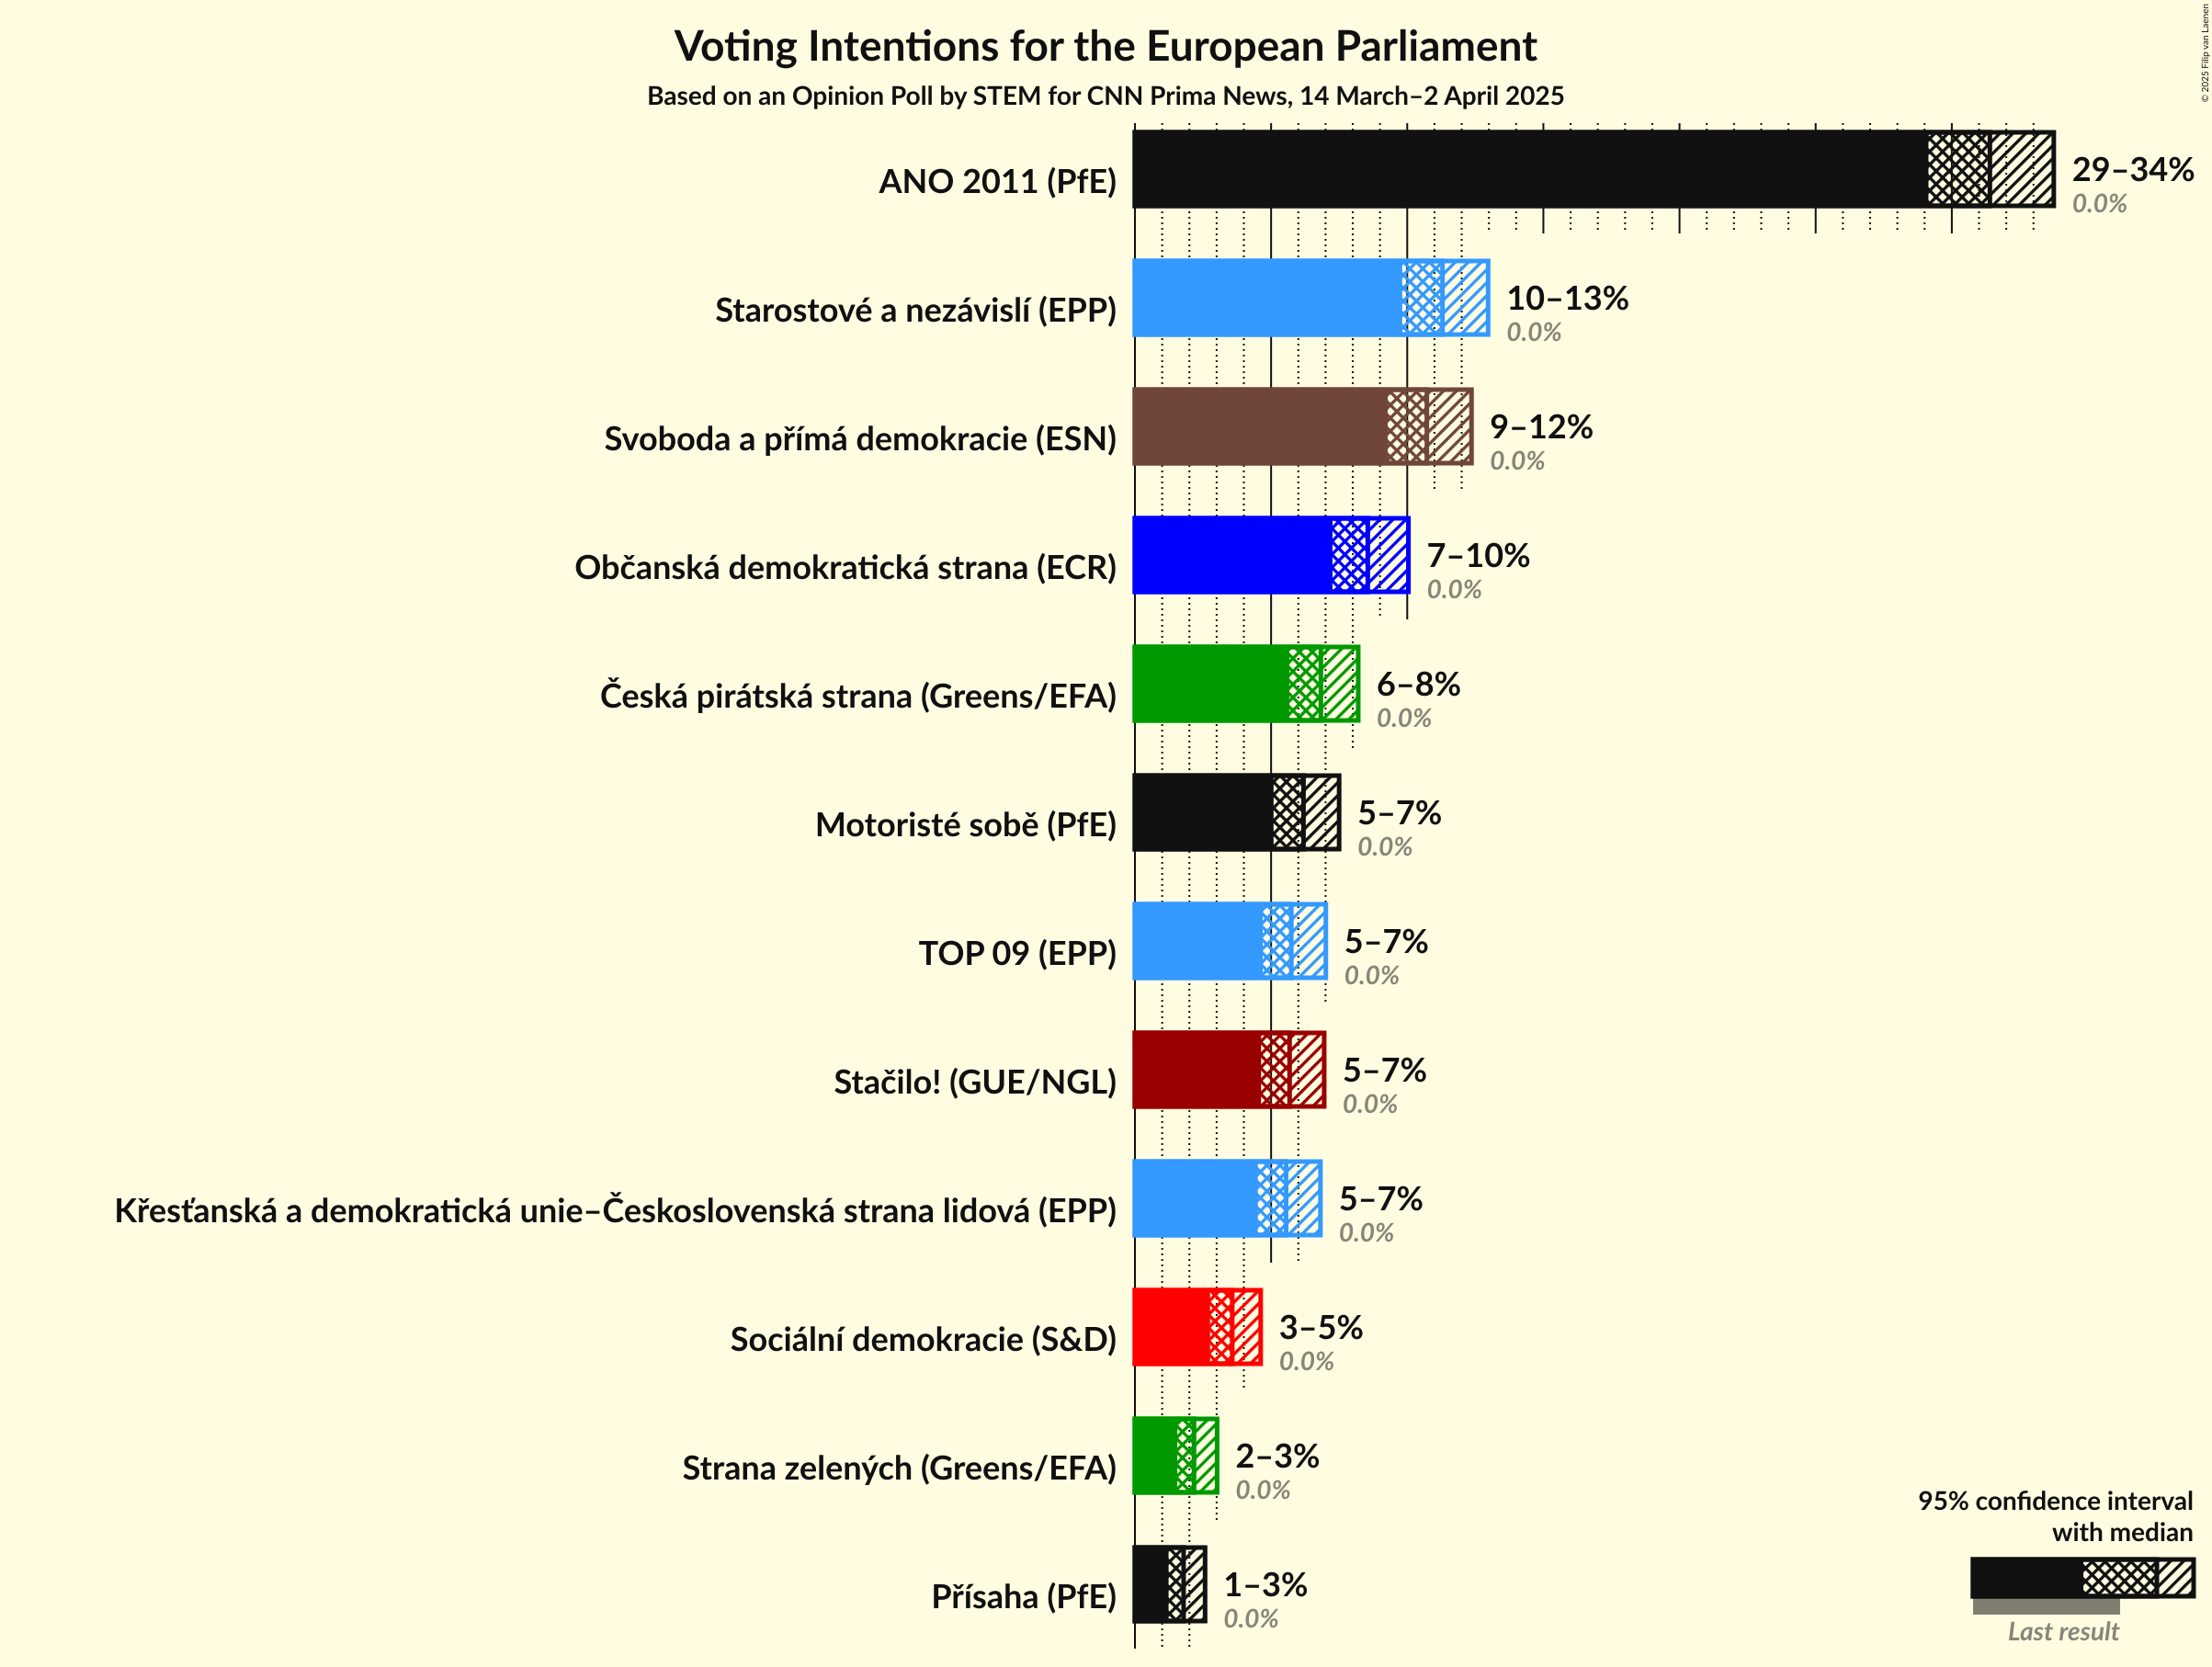 Voting Intentions for the European Parliament
Based on an Opinion Poll by STEM for CNN Prima News, 14 March–2 April 2025
© 2025 Filip van Laenen
ANO 2011 (PfE)
29–34%
0.0%
Starostové a nezávislí (EPP)
10–13%
0.0%
Svoboda a přímá demokracie (ESN)
9–12%
0.0%
Občanská demokratická strana (ECR)
7–10%
0.0%
Česká pirátská strana (Greens/EFA)
6–8%
0.0%
Motoristé sobě (PfE)
5–7%
0.0%
TOP 09 (EPP)
5–7%
0.0%
Stačilo! (GUE/NGL)
5–7%
0.0%
Křesťanská a demokratická unie–Československá strana lidová (EPP)
5–7%
0.0%
Sociální demokracie (S&D)
3–5%
0.0%
Strana zelených (Greens/EFA)
2–3%
0.0%
Přísaha (PfE)
1–3%
0.0%
95% confidence interval
with median
Last result